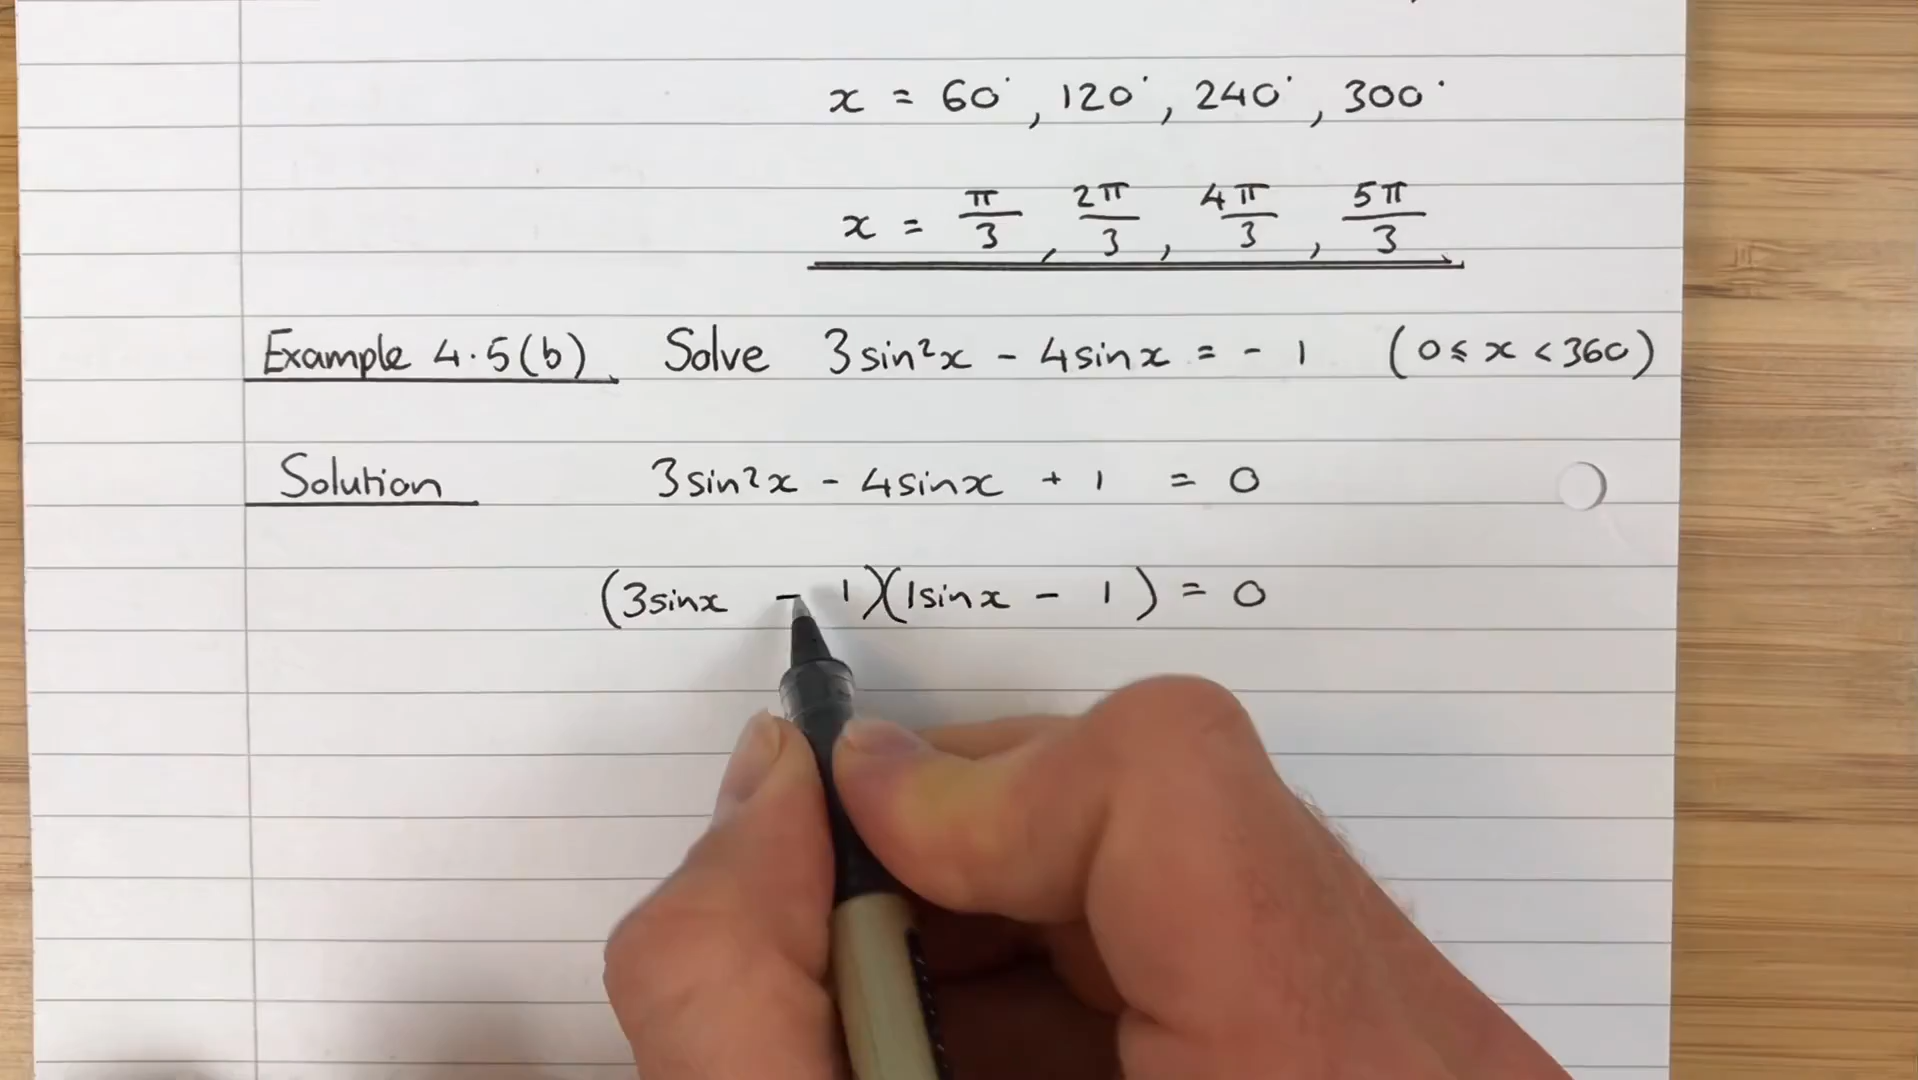 x = 60°, 120°, 240°, 300°
x = π/3, 2π/3, 4π/3, 5π/3
Example 4.5(b) Solve 3sin²x - 4sinx = -1 (0 ≤ x < 360)
Solution 3sin²x - 4sinx + 1 = 0
(3sinx - 1)(1sinx - 1) = 0